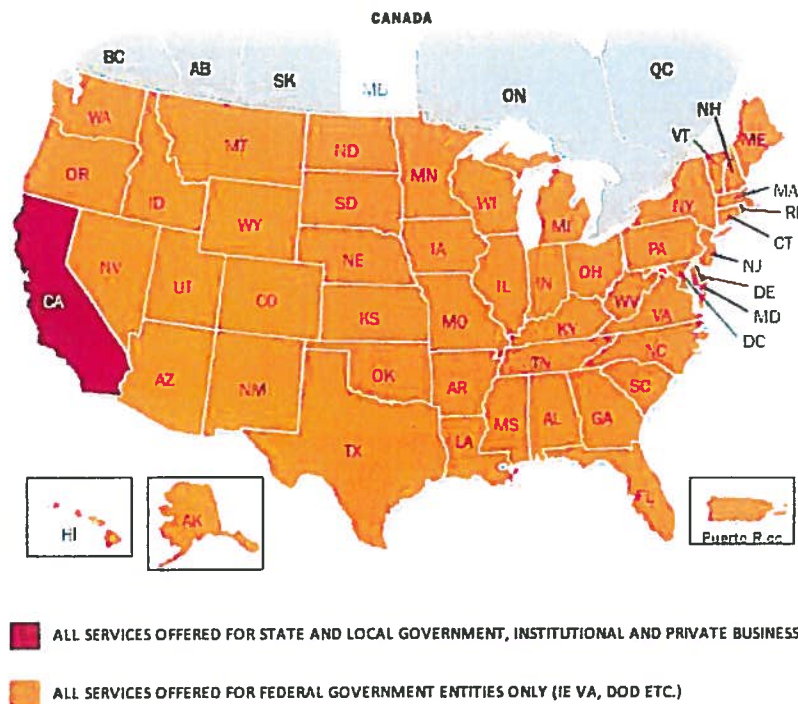 CANADA
BC
AB
SK
MB
ON
QC
NH
VT
ME
WA
MT
ND
MN
OR
ID
SD
WI
MI
NY
MA
RI
CT
WY
IA
PA
NJ
NV
NE
IL
IN
OH
DE
CA
UT
CO
WV
VA
MD
DC
KS
MO
KY
NC
AZ
NM
OK
AR
TN
SC
TX
LA
MS
AL
GA
FL
HI
AK
Puerto
ALL SERVICES OFFERED FOR STATE AND LOCAL GOVERNMENT, INSTITUTIONAL AND PRIVATE BUSINESS
ALL SERVICES OFFERED FOR FEDERAL GOVERNMENT ENTITIES ONLY (IE VA, DOD ETC.)